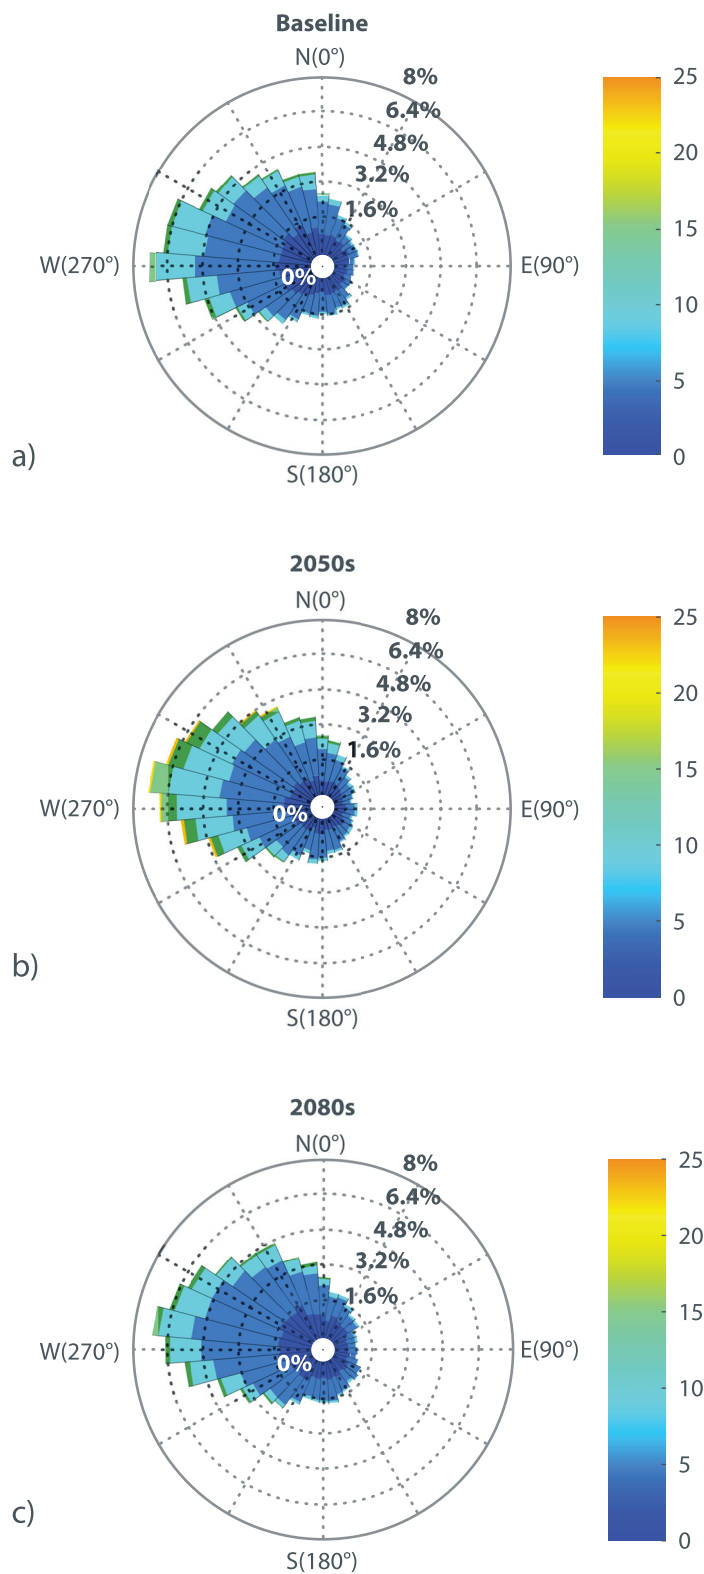 Baseline
N(0°)
8%
6.4%
4.8%
3.2%
1.6%
0%
W(270°)
E(90°)
S(180°)
25
20
15
10
5
0
a)
2050s
N(0°)
8%
6.4%
4.8%
3.2%
1.6%
0%
W(270°)
E(90°)
S(180°)
25
20
15
10
5
0
b)
2080s
N(0°)
8%
6.4%
4.8%
3.2%
1.6%
0%
W(270°)
E(90°)
S(180°)
25
20
15
10
5
0
c)